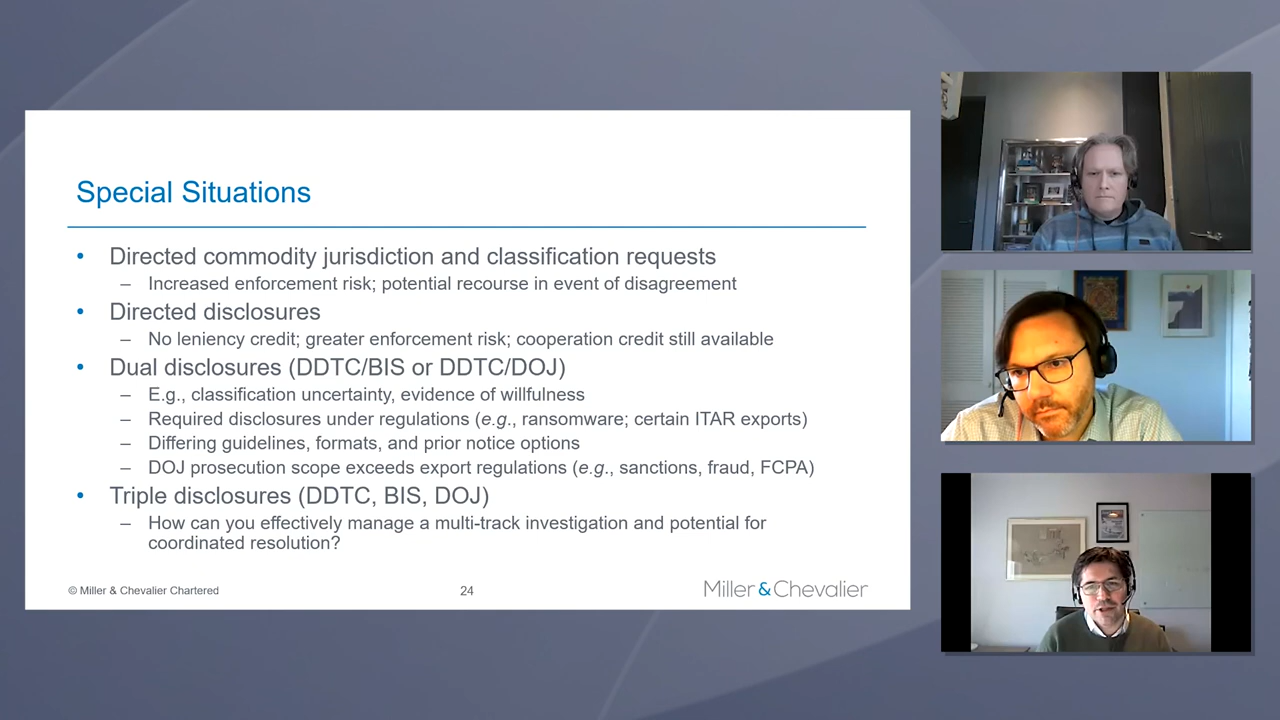 Special Situations
• Directed commodity jurisdiction and classification requests
– Increased enforcement risk; potential recourse in event of disagreement
• Directed disclosures
– No leniency credit; greater enforcement risk; cooperation credit still available
• Dual disclosures (DDTC/BIS or DDTC/DOJ)
– E.g., classification uncertainty, evidence of willfulness
– Required disclosures under regulations (e.g., ransomware; certain ITAR exports)
– Differing guidelines, formats, and prior notice options
– DOJ prosecution scope exceeds export regulations (e.g., sanctions, fraud, FCPA)
• Triple disclosures (DDTC, BIS, DOJ)
– How can you effectively manage a multi-track investigation and potential for
coordinated resolution?
© Miller & Chevalier Chartered
24
Miller&Chevalier